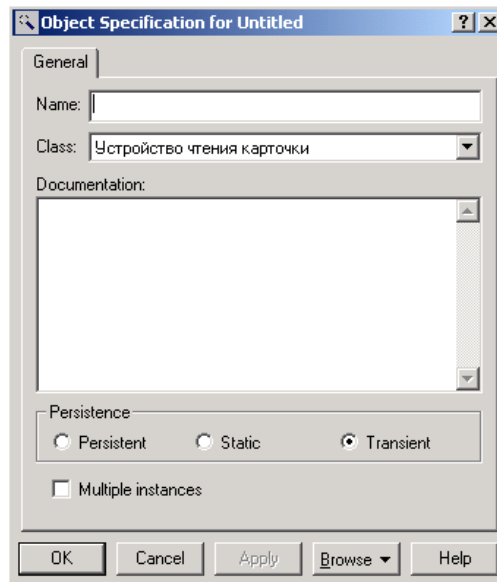 Object Specification for Untitled
General
Name:
Class: Устройство чтения карточки
Documentation:
Persistence
Persistent Static Transient
Multiple instances
OK Cancel Apply Browse Help